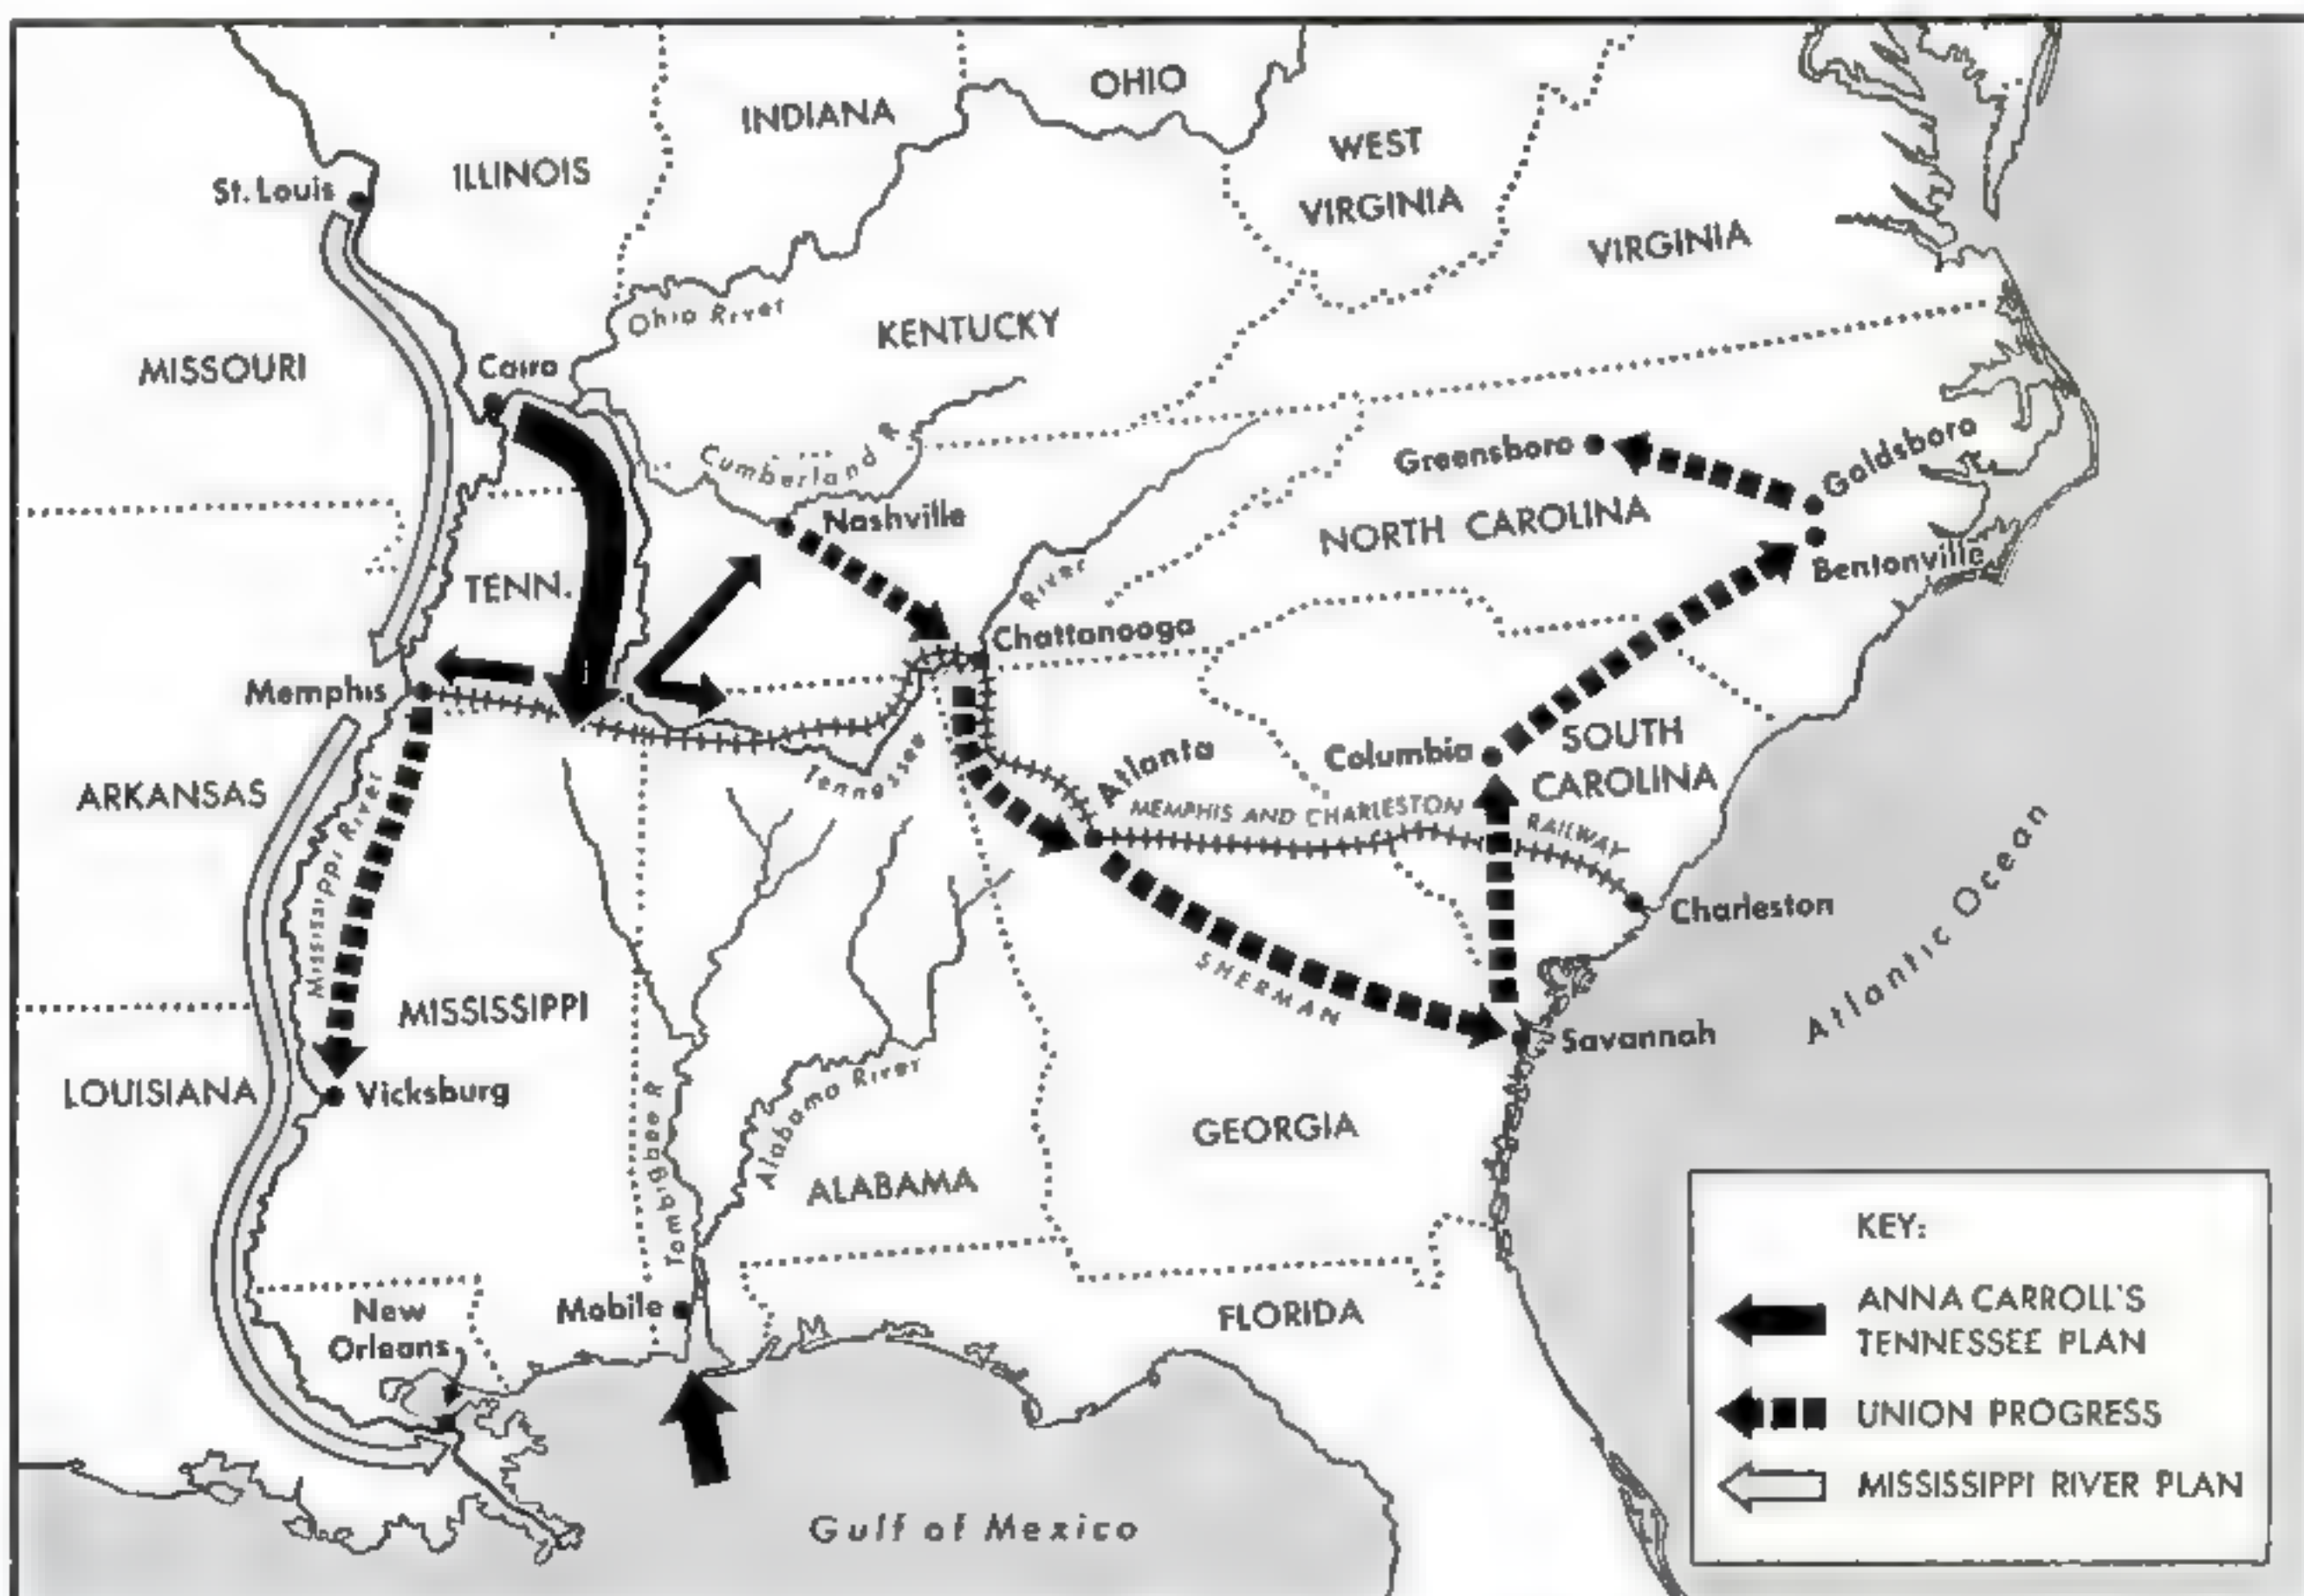 OHIO
INDIANA
WEST
VIRGINIA
ILLINOIS
St. Louis
VIRGINIA
Ohio River
KENTUCKY
MISSOURI
Cairo
Cumberland R.
Greensboro
Goldsboro
Nashville
NORTH CAROLINA
Bentonville
TENN.
River
Chattanooga
Memphis
Tennessee
Atlanta
Columbia
SOUTH
CAROLINA
ARKANSAS
MEMPHIS AND CHARLESTON
RAILWAY
Mississippi River
Charleston
SHERMAN
Atlantic Ocean
MISSISSIPPI
Savannah
LOUISIANA
Vicksburg
Tombigbee R
Alabama River
GEORGIA
ALABAMA
New
Orleans
Mobile
FLORIDA
Gulf of Mexico
KEY:
ANNA CARROLL'S
TENNESSEE PLAN
UNION PROGRESS
MISSISSIPPI RIVER PLAN